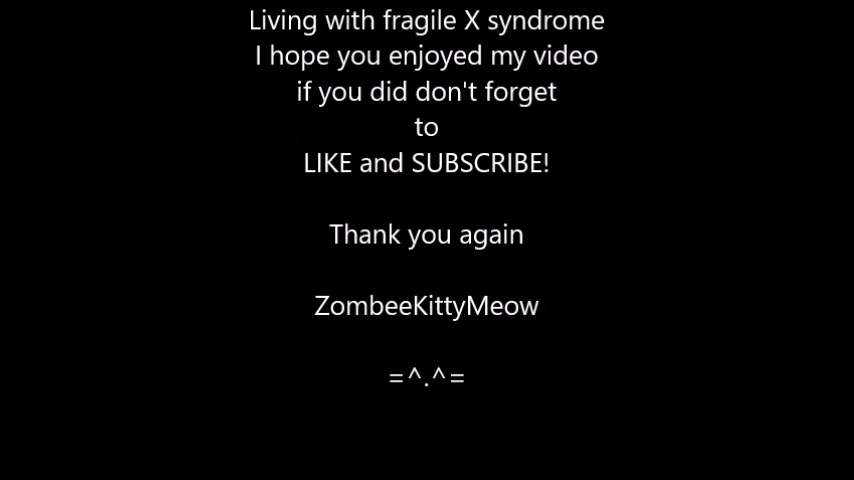 Living with fragile X syndrome
I hope you enjoyed my video
if you did don't forget
to
LIKE and SUBSCRIBE!
Thank you again
ZombeeKittyMeow
=^.^=